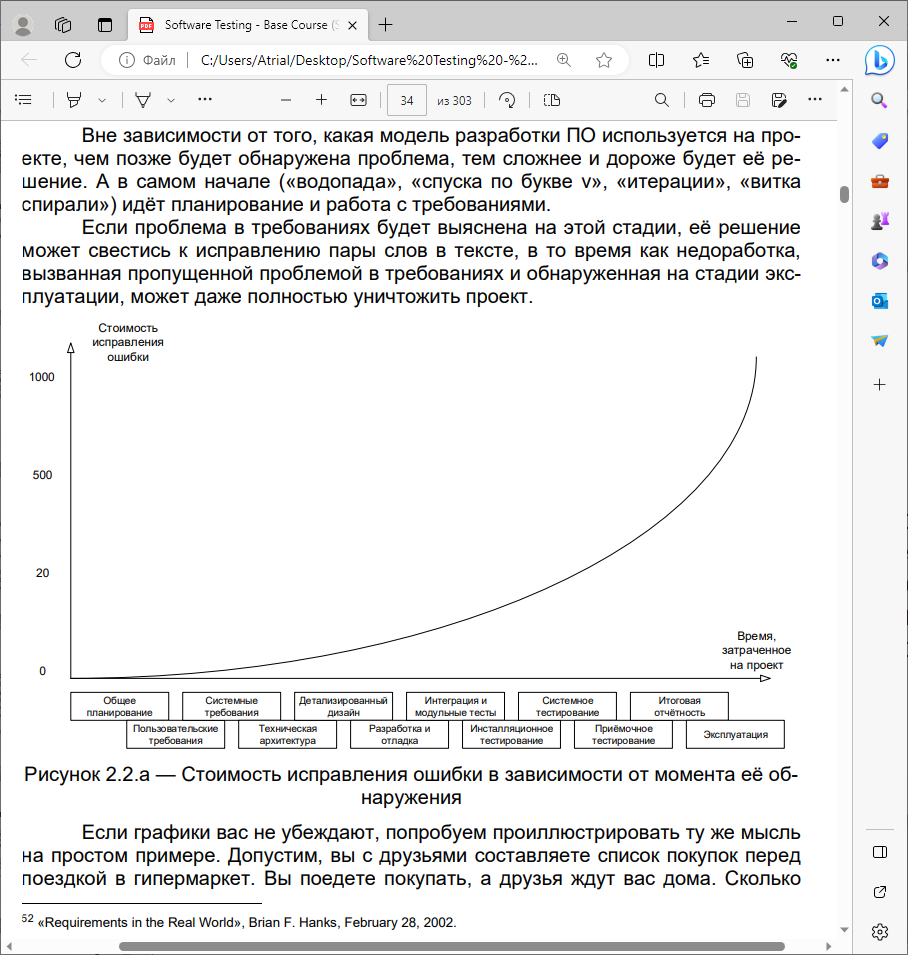 Software Testing - Base Course (S
Файл
C:/Users/Atrial/Desktop/Software%20Testing%20-%2...
34
из 303
Вне зависимости от того, какая модель разработки ПО используется на про-
екте, чем позже будет обнаружена проблема, тем сложнее и дороже будет её ре-
шение. А в самом начале («водопада», «спуска по букве v», «итерации», «витка
спирали») идёт планирование и работа с требованиями.
Если проблема в требованиях будет выяснена на этой стадии, её решение
может свестись к исправлению пары слов в тексте, в то время как недоработка,
вызванная пропущенной проблемой в требованиях и обнаруженная на стадии экс-
плуатации, может даже полностью уничтожить проект.
Стоимость
исправления
ошибки
1000
500
20
0
Время,
затраченное
на проект
Общее
планирование
Системные
требования
Детализированный
дизайн
Интеграция и
модульные тесты
Системное
тестирование
Итоговая
отчётность
Пользовательские
требования
Техническая
архитектура
Разработка и
отладка
Инсталляционное
тестирование
Приёмочное
тестирование
Эксплуатация
Рисунок 2.2.a — Стоимость исправления ошибки в зависимости от момента её об-
наружения
Если графики вас не убеждают, попробуем проиллюстрировать ту же мысль
на простом примере. Допустим, вы с друзьями составляете список покупок перед
поездкой в гипермаркет. Вы поедете покупать, а друзья ждут вас дома. Сколько
52 «Requirements in the Real World», Brian F. Hanks, February 28, 2002.